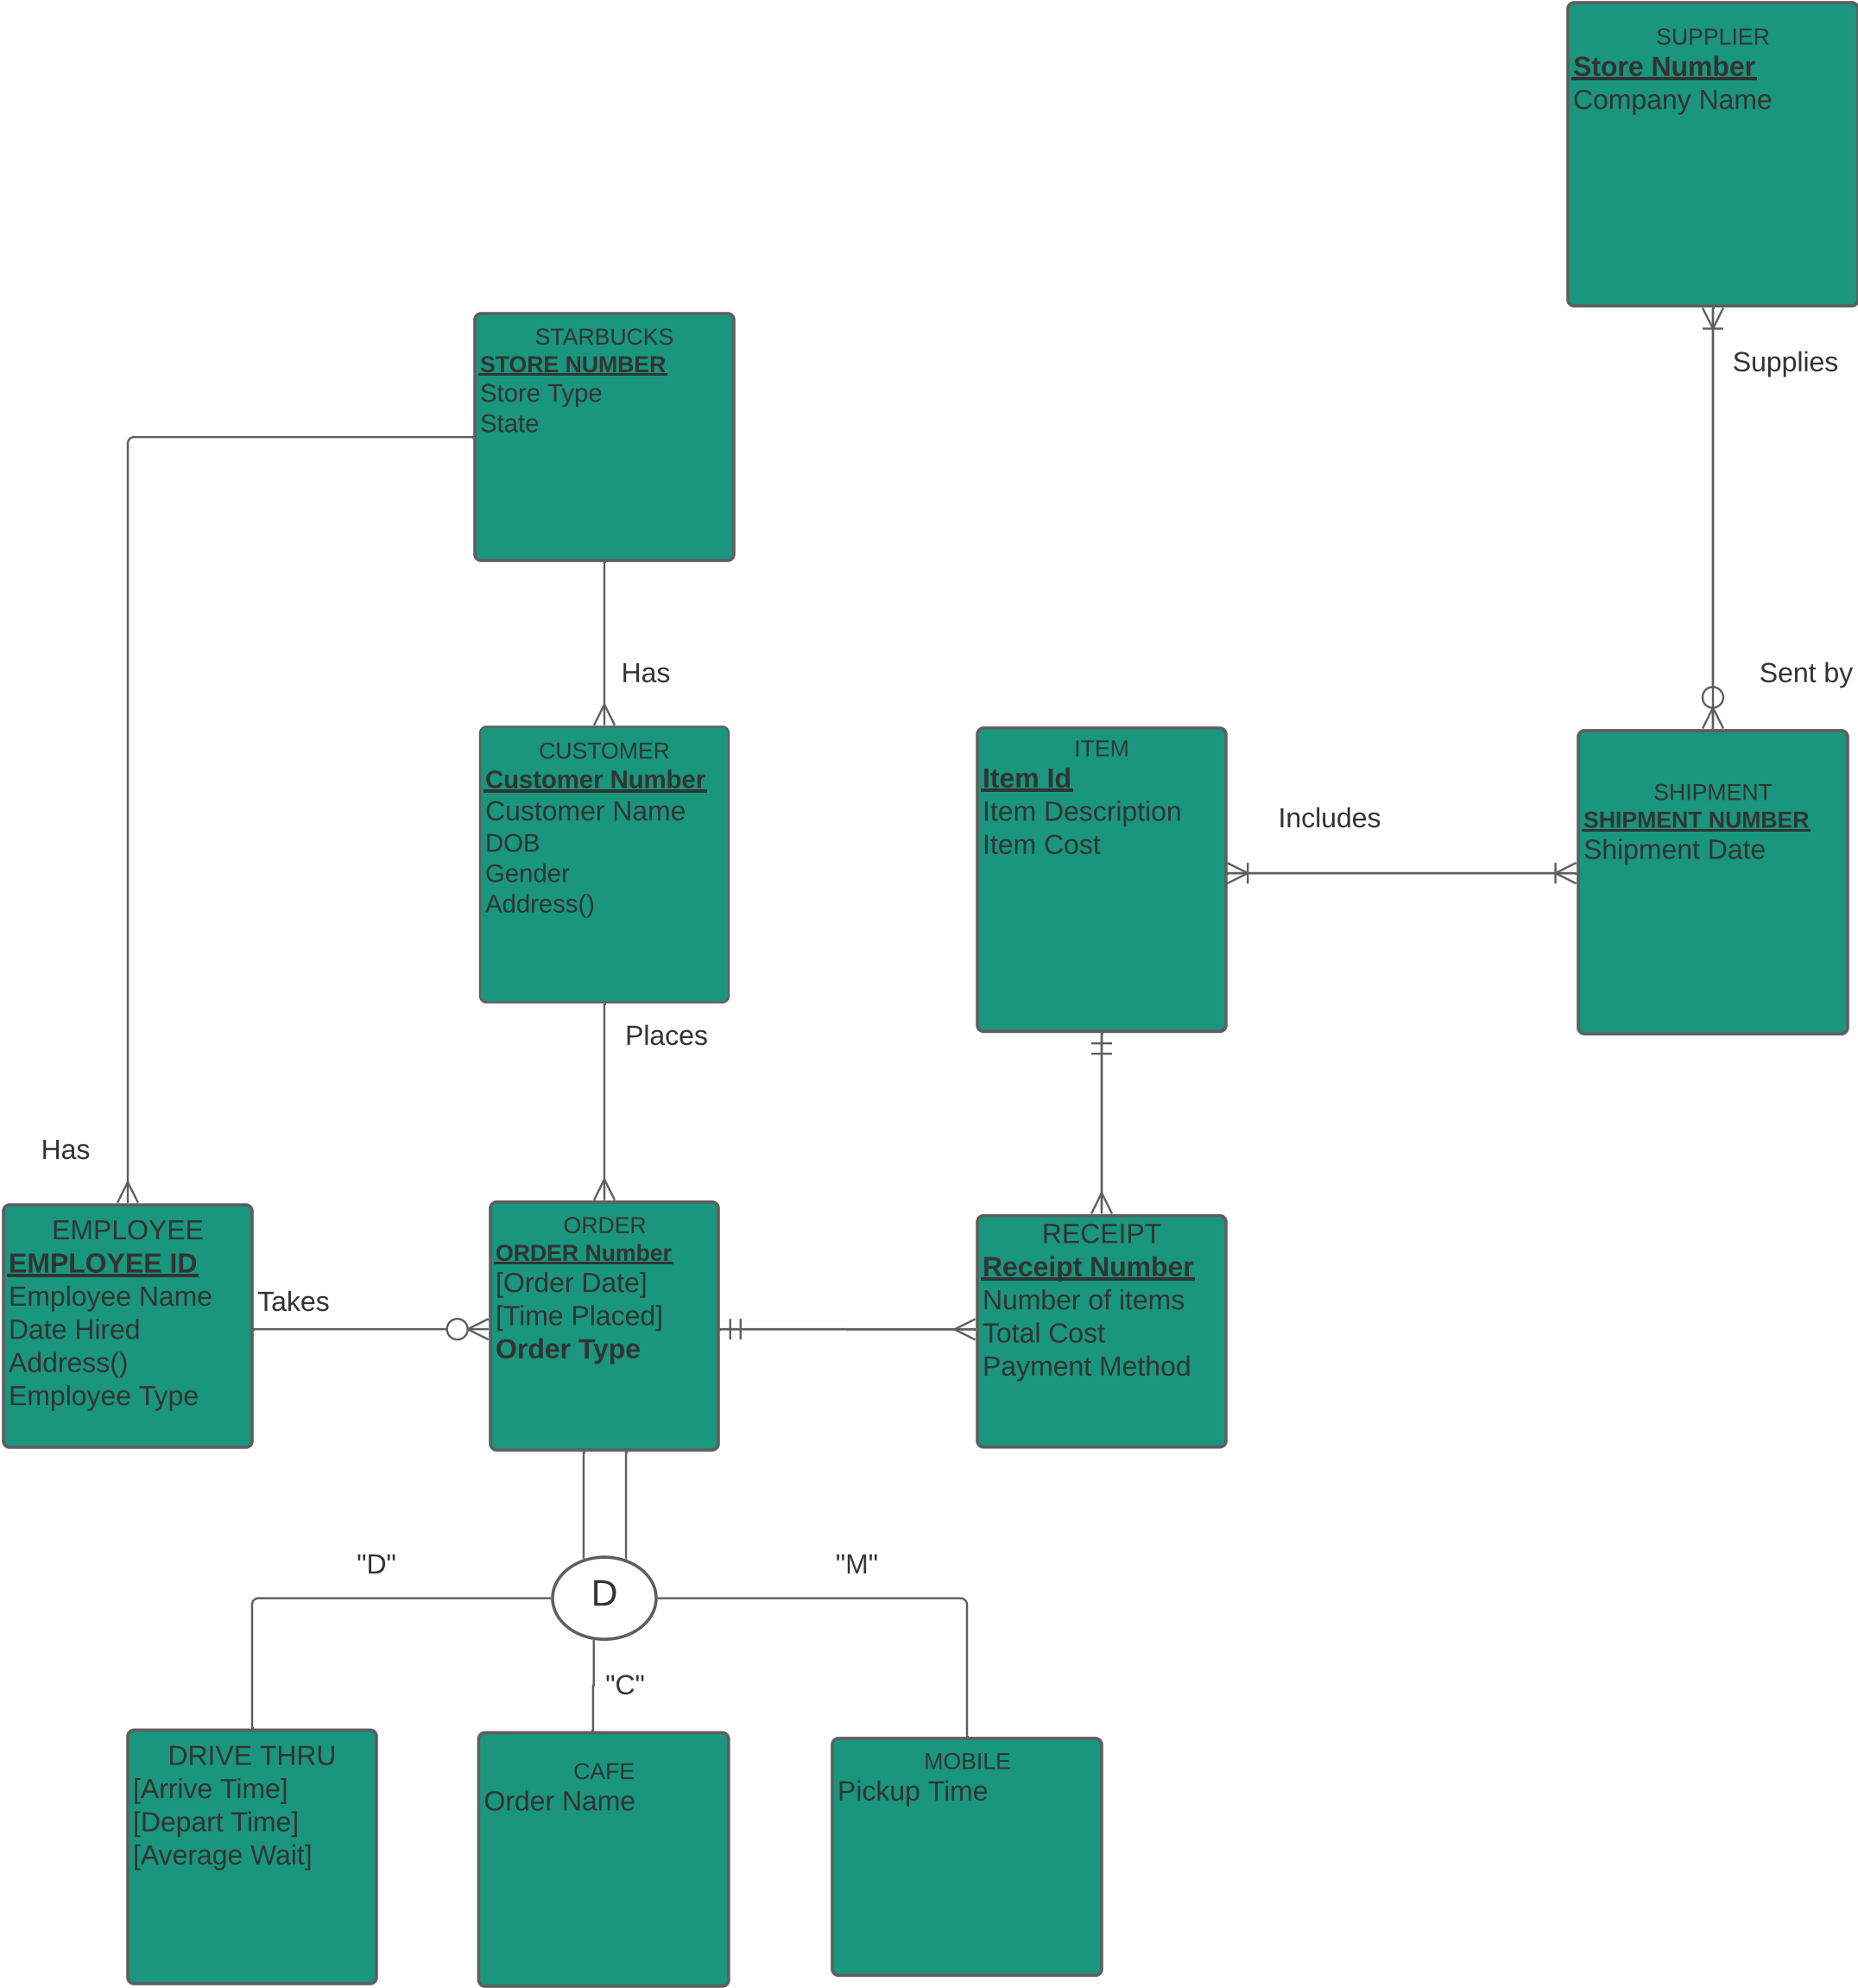 SUPPLIER
Store Number
Company Name
STARBUCKS
STORE NUMBER
Store Type
State
Supplies
Has
Sent by
CUSTOMER
Customer Number
Customer Name
DOB
Gender
Address()
ITEM
Item Id
Item Description
Item Cost
Includes
SHIPMENT
SHIPMENT NUMBER
Shipment Date
Places
Has
EMPLOYEE
EMPLOYEE ID
Employee Name
Date Hired
Address()
Employee Type
Takes
ORDER
ORDER Number
[Order Date]
[Time Placed]
Order Type
RECEIPT
Receipt Number
Number of items
Total Cost
Payment Method
"D"
D
"M"
"C"
DRIVE THRU
[Arrive Time]
[Depart Time]
[Average Wait]
CAFE
Order Name
MOBILE
Pickup Time